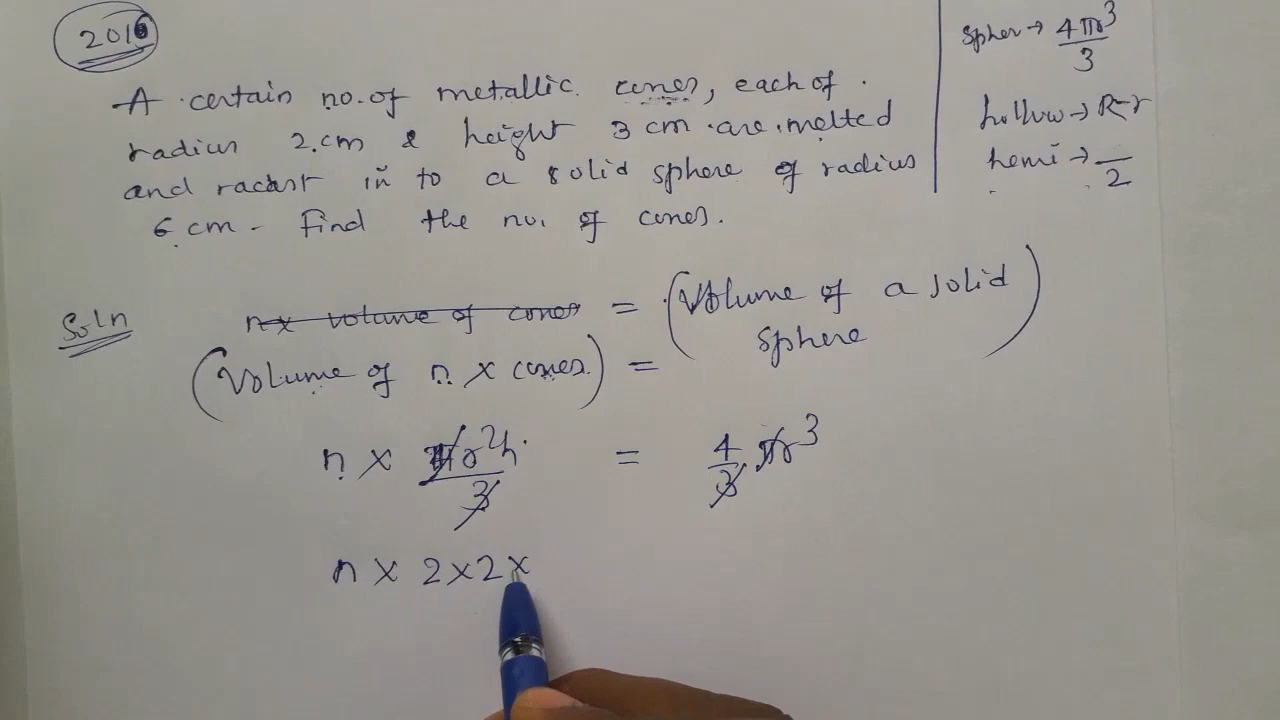 2016
A certain no. of metallic cones, each of
radius 2 cm & height 3 cm are melted
and racast in to a solid sphere of radius
6 cm. Find the no. of cones.
Spher → 4πr³/3
hollow → R-r
hemi → /2
Soln
n x volume of cones = (Volume of a solid
sphere)
(Volume of n x cones) =
n x πr²h/3 = 4/3 πr³
n x 2x2x